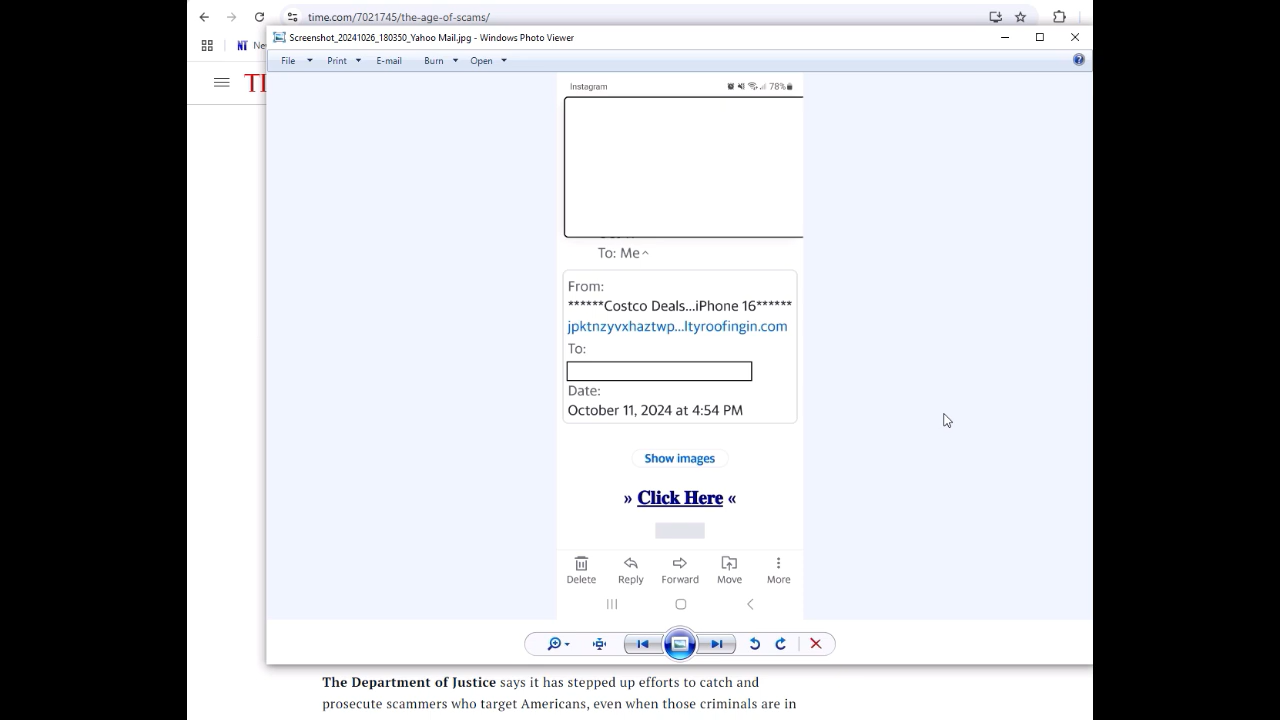 time.com/7021745/the-age-of-scams/
Screenshot_20241026_180350_Yahoo Mail.jpg - Windows Photo Viewer
NT Ne
File Print E-mail Burn Open
Instagram 78%
To: Me
From:
******Costco Deals...iPhone 16******
jpktnzyvxhaztwp...ltyroofingin.com
To:
Date:
October 11, 2024 at 4:54 PM
Show images
» Click Here «
Delete Reply Forward Move More
The Department of Justice says it has stepped up efforts to catch and
prosecute scammers who target Americans, even when those criminals are in